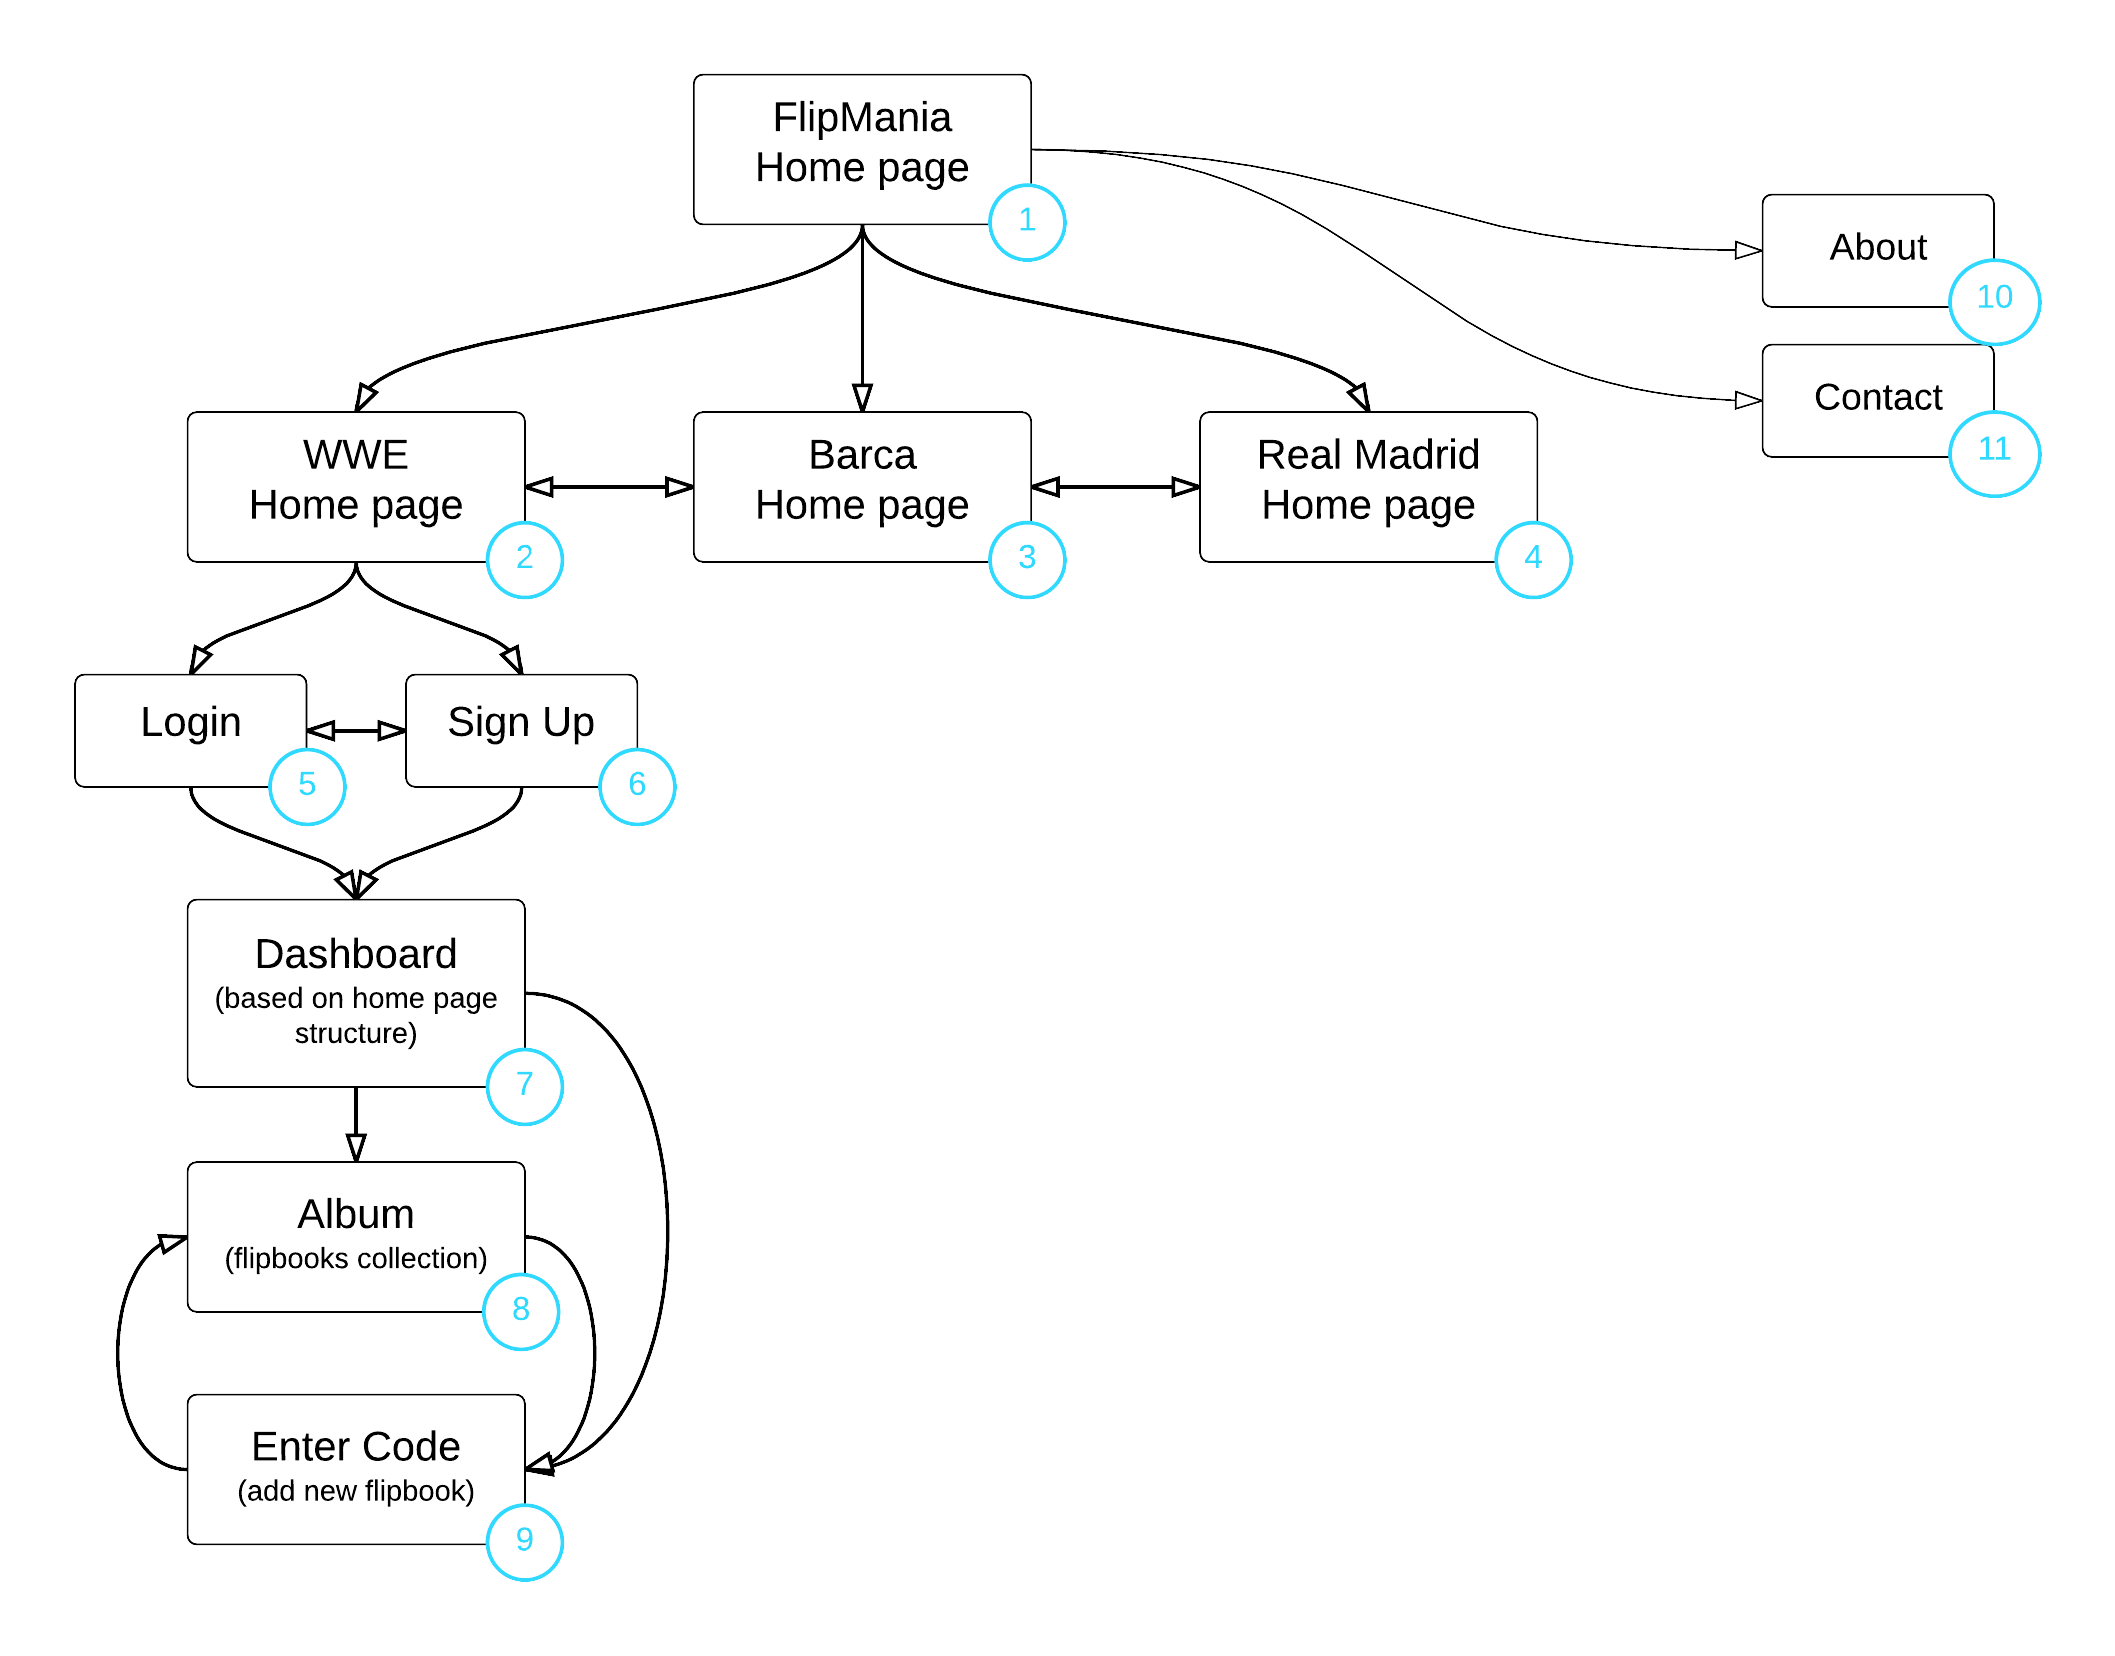 FlipMania
Home page
1
About
10
Contact
11
WWE
Home page
2
Barca
Home page
3
Real Madrid
Home page
4
Login
5
Sign Up
6
Dashboard
(based on home page
structure)
7
Album
(flipbooks collection)
8
Enter Code
(add new flipbook)
9